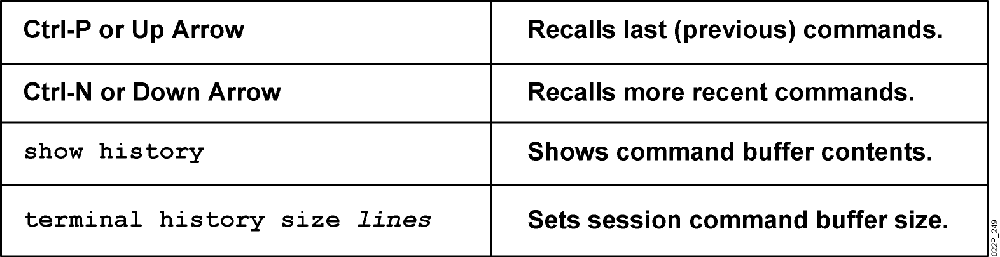 Ctrl-P or Up Arrow
Recalls last (previous) commands.
Ctrl-N or Down Arrow
Recalls more recent commands.
show history
Shows command buffer contents.
terminal history size lines
Sets session command buffer size.
022P_249